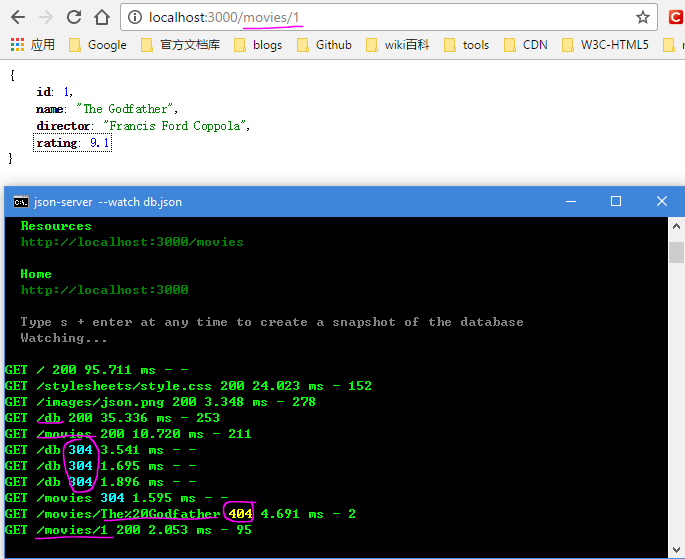 localhost:3000/movies/1
应用 Google 官方文档库 blogs Github wiki百科 tools CDN W3C-HTML5
{
id: 1,
name: "The Godfather",
director: "Francis Ford Coppola",
rating: 9.1
}
json-server --watch db.json
Resources
http://localhost:3000/movies
Home
http://localhost:3000
Type s + enter at any time to create a snapshot of the database
Watching...
GET / 200 95.711 ms - -
GET /stylesheets/style.css 200 24.023 ms - 152
GET /images/json.png 200 3.348 ms - 278
GET /db 200 35.336 ms - 253
GET /movies 200 10.720 ms - 211
GET /db 304 3.541 ms - -
GET /db 304 1.695 ms - -
GET /db 304 1.896 ms - -
GET /movies 304 1.595 ms - -
GET /movies/The%20Godfather 404 4.691 ms - 2
GET /movies/1 200 2.053 ms - 95